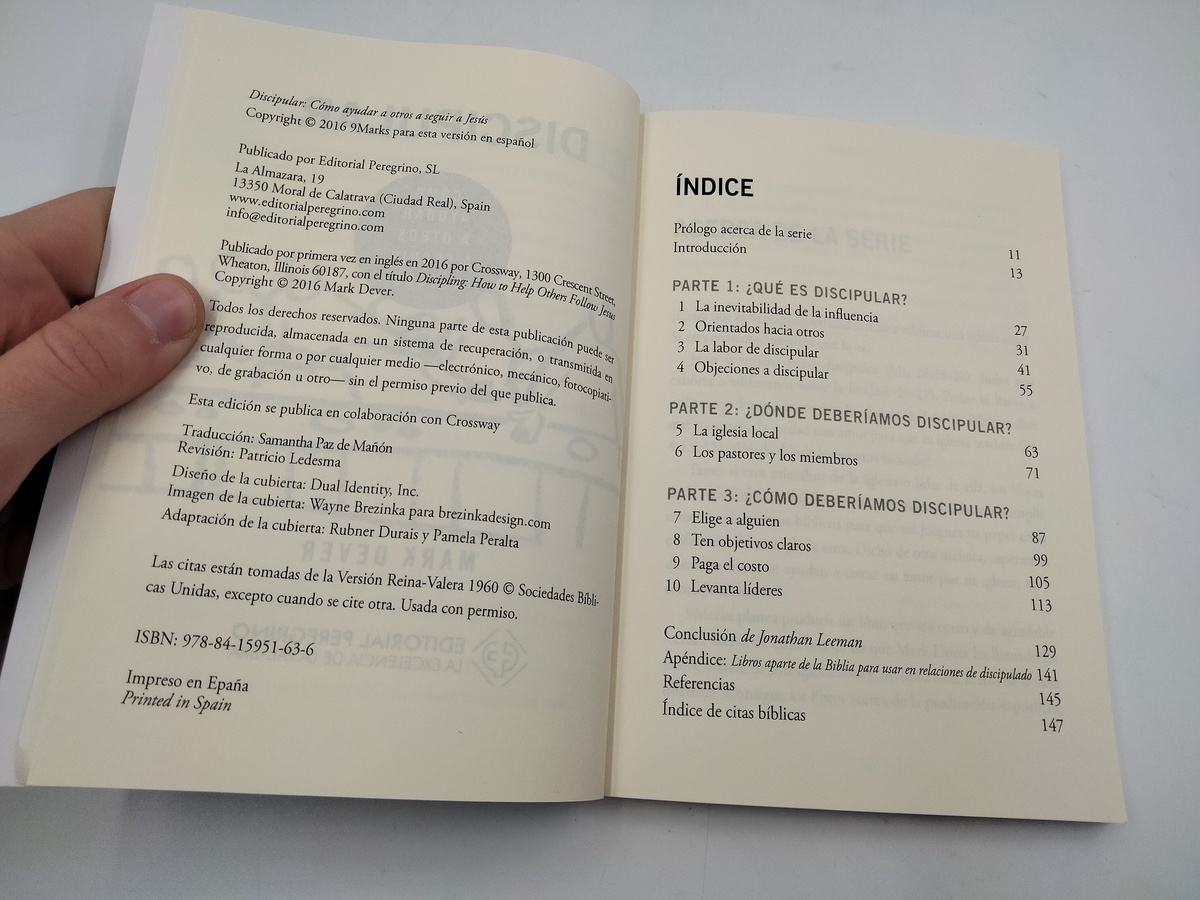 Discipular: Cómo ayudar a otros a seguir a Jesús
Copyright © 2016 9Marks para esta versión en español
Publicado por Editorial Peregrino, SL
La Almazara, 19
13350 Moral de Calatrava (Ciudad Real), Spain
www.editorialperegrino.com
info@editorialperegrino.com
Publicado por primera vez en inglés en 2016 por Crossway, 1300 Crescent Street,
Wheaton, Illinois 60187, con el título Discipling: How to Help Others Follow Jesus
Copyright © 2016 Mark Dever.
Todos los derechos reservados. Ninguna parte de esta publicación puede ser
reproducida, almacenada en un sistema de recuperación, o transmitida en
cualquier forma o por cualquier medio —electrónico, mecánico, fotocopiati-
vo, de grabación u otro— sin el permiso previo del que publica.
Esta edición se publica en colaboración con Crossway
Traducción: Samantha Paz de Mañón
Revisión: Patricio Ledesma
Diseño de la cubierta: Dual Identity, Inc.
Imagen de la cubierta: Wayne Brezinka para brezinkadesign.com
Adaptación de la cubierta: Rubner Durais y Pamela Peralta
Las citas están tomadas de la Versión Reina-Valera 1960 © Sociedades Bíbli-
cas Unidas, excepto cuando se cite otra. Usada con permiso.
ISBN: 978-84-15951-63-6
Impreso en Epaña
Printed in Spain
ÍNDICE
Prólogo acerca de la serie 11
Introducción 13
PARTE 1: ¿QUÉ ES DISCIPULAR?
1 La inevitabilidad de la influencia 27
2 Orientados hacia otros 31
3 La labor de discipular 41
4 Objeciones a discipular 55
PARTE 2: ¿DÓNDE DEBERÍAMOS DISCIPULAR?
5 La iglesia local 63
6 Los pastores y los miembros 71
PARTE 3: ¿CÓMO DEBERÍAMOS DISCIPULAR?
7 Elige a alguien 87
8 Ten objetivos claros 99
9 Paga el costo 105
10 Levanta líderes 113
Conclusión de Jonathan Leeman 129
Apéndice: Libros aparte de la Biblia para usar en relaciones de discipulado 141
Referencias 145
Índice de citas bíblicas 147